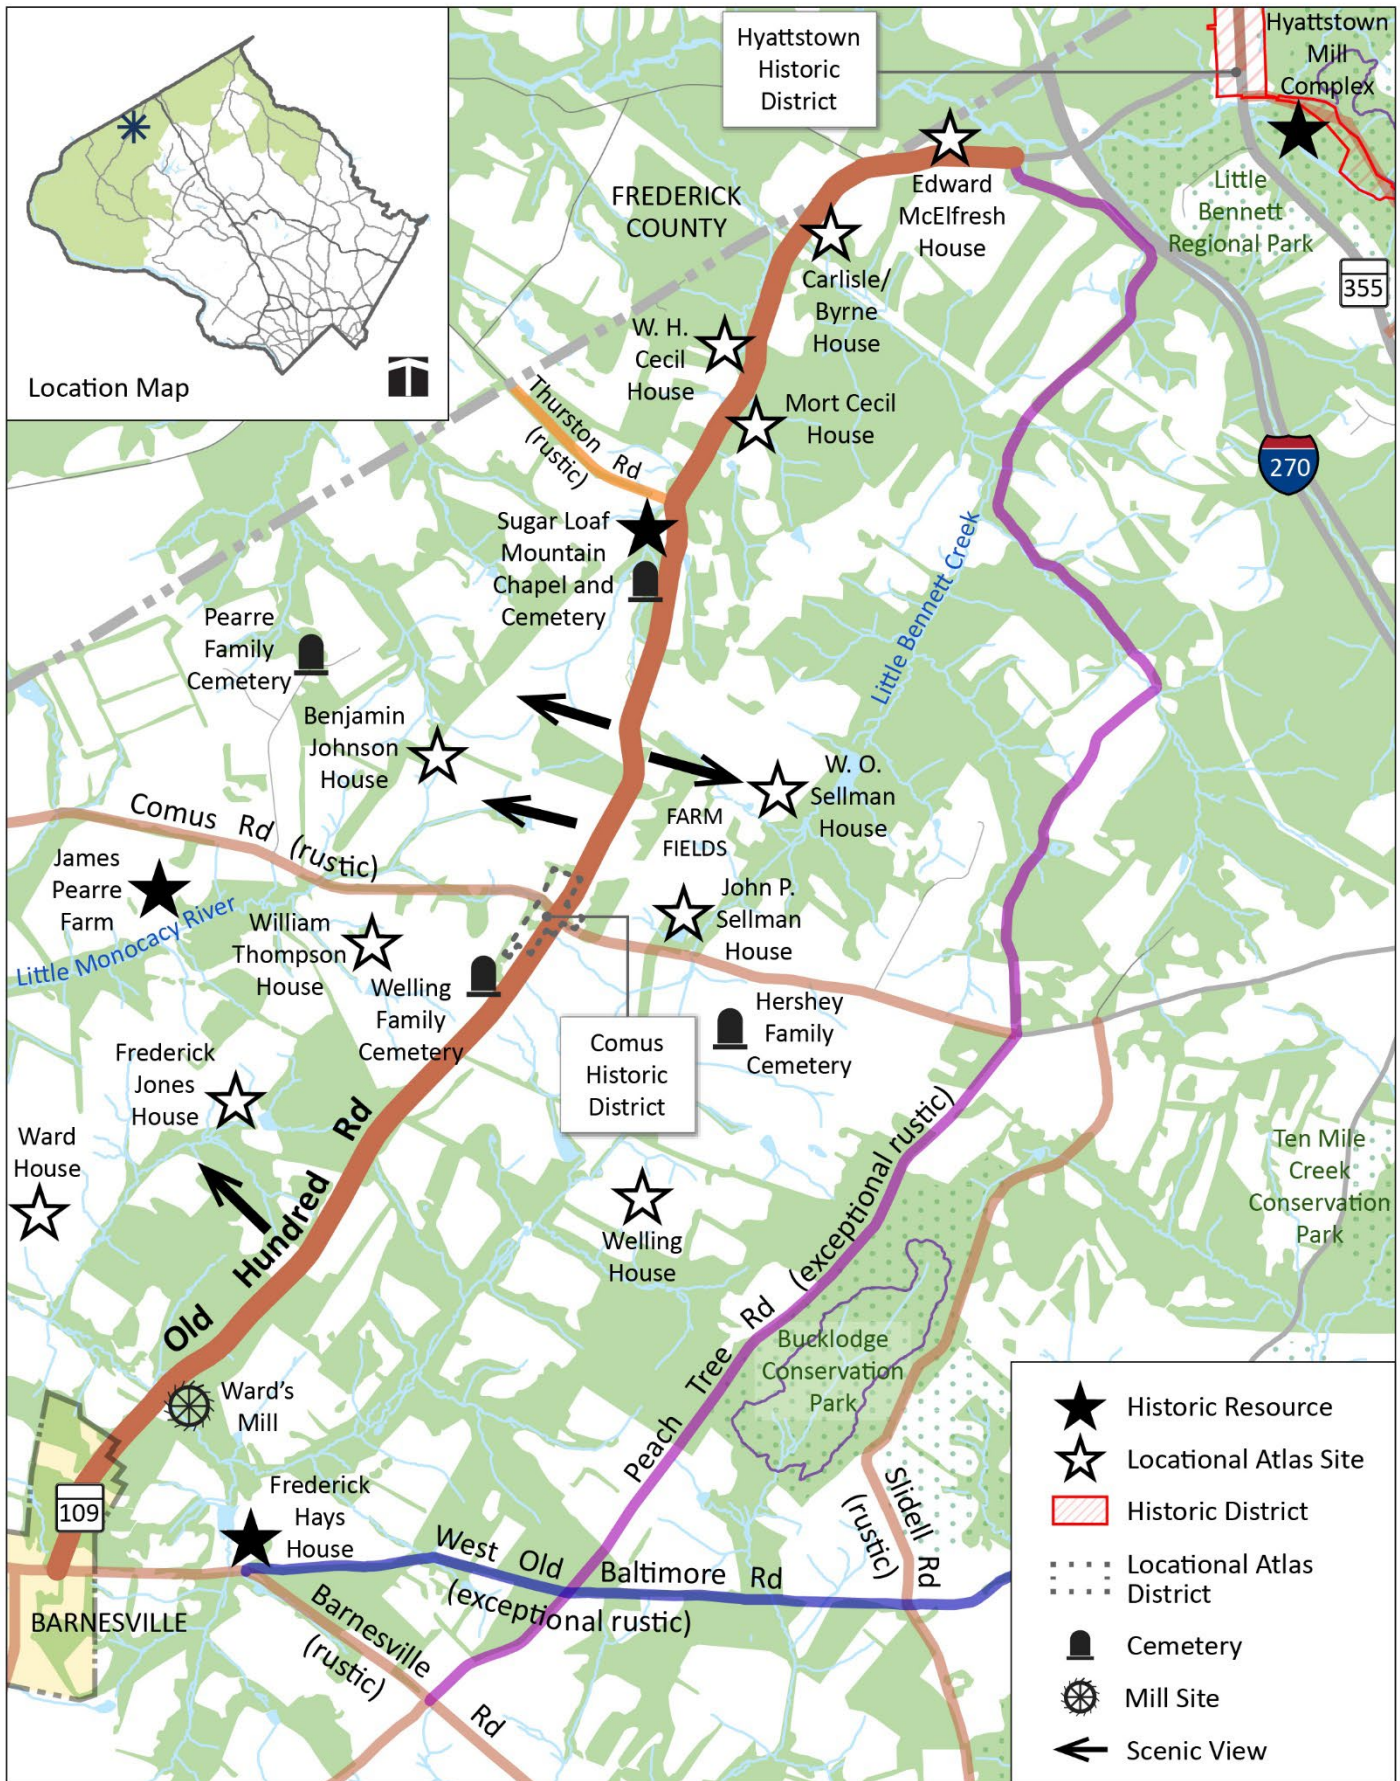 Location Map
Hyattstown
Historic
District
Hyattstown
Mill
Complex
Edward
McElfresh
House
FREDERICK
COUNTY
Little
Bennett
Regional Park
355
Carlisle/
Byrne
House
W. H.
Cecil
House
Mort Cecil
House
Thurston Rd
(rustic)
270
Sugar Loaf
Mountain
Chapel and
Cemetery
Little Bennett Creek
Pearre
Family
Cemetery
Benjamin
Johnson
House
W. O.
Sellman
House
FARM
FIELDS
Comus Rd (rustic)
James
Pearre
Farm
Little Monocacy River
William
Thompson
House
John P.
Sellman
House
Welling
Family
Cemetery
Hershey
Family
Cemetery
Comus
Historic
District
Frederick
Jones
House
Ward
House
Old Hundred Rd
Welling
House
Peach Tree Rd (exceptional rustic)
Ten Mile
Creek
Conservation
Park
Bucklodge
Conservation
Park
Ward's
Mill
109
Frederick
Hays
House
West Old Baltimore Rd
(exceptional rustic)
Slidell Rd
(rustic)
BARNESVILLE
Barnesville Rd
(rustic)
Historic Resource
Locational Atlas Site
Historic District
Locational Atlas
District
Cemetery
Mill Site
Scenic View